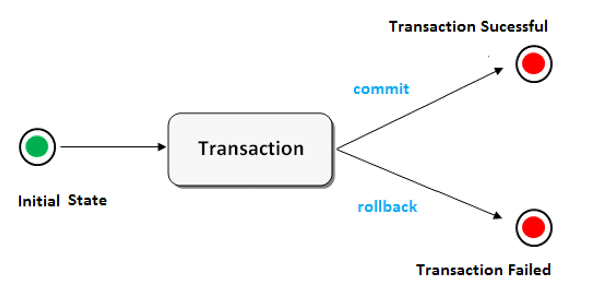 Transaction Sucessful
commit
Transaction
Initial State
rollback
Transaction Failed